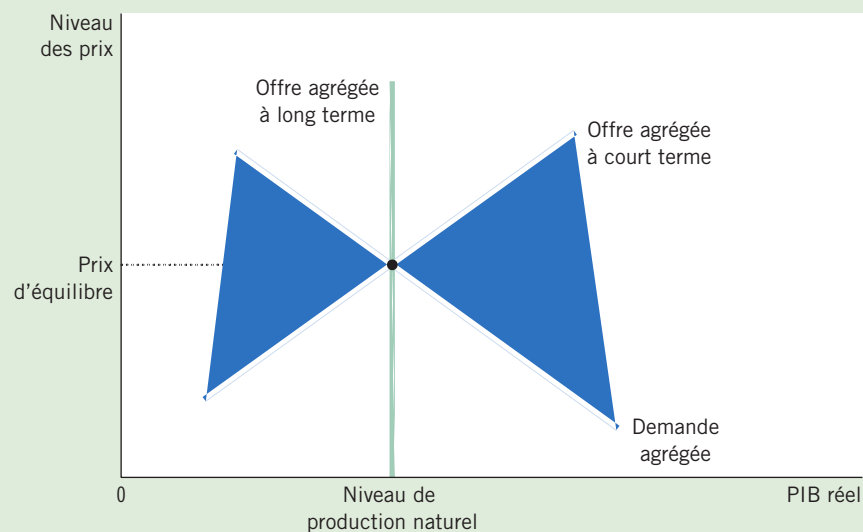 Niveau
des prix
Offre agrégée
à long terme
Offre agrégée
à court terme
Prix
d'équilibre
Demande
agrégée
0
Niveau de
production naturel
PIB réel